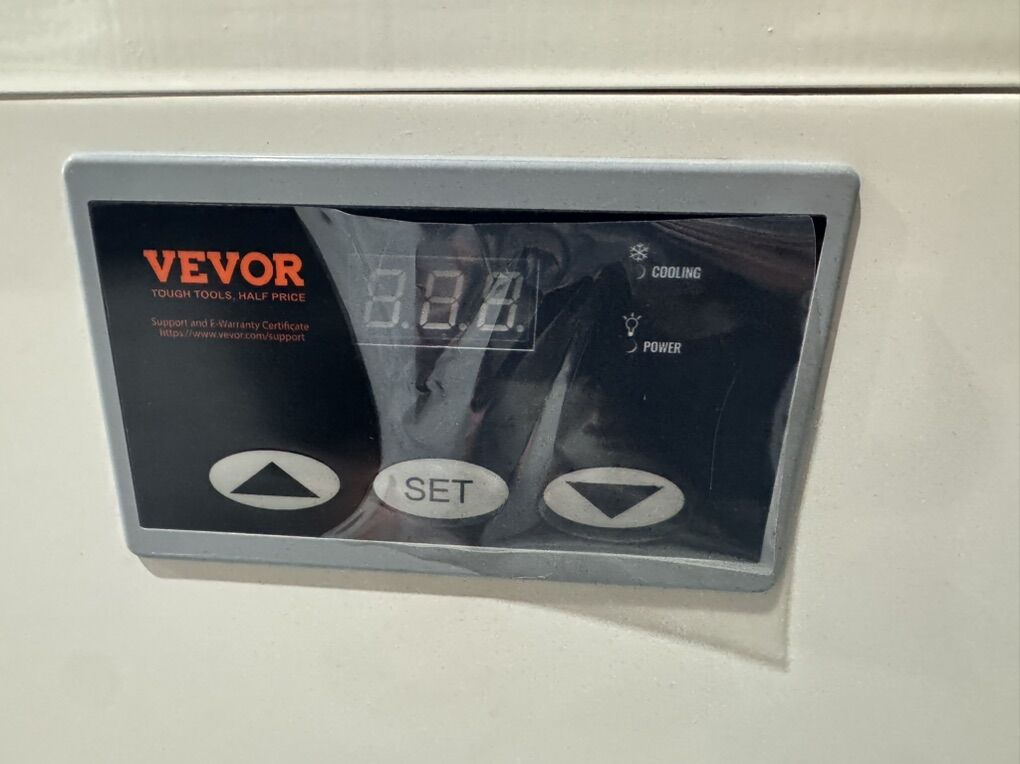 VEVOR
TOUGH TOOLS, HALF PRICE
Support and E-Warranty Certificate
https://www.vevor.com/support
COOLING
POWER
SET